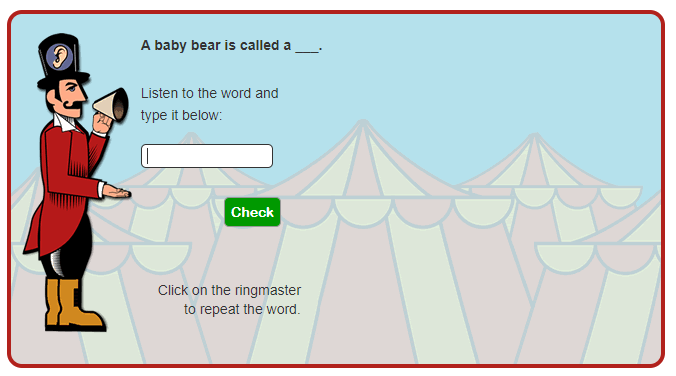 A baby bear is called a ___.
Listen to the word and
type it below:
Check
Click on the ringmaster
to repeat the word.